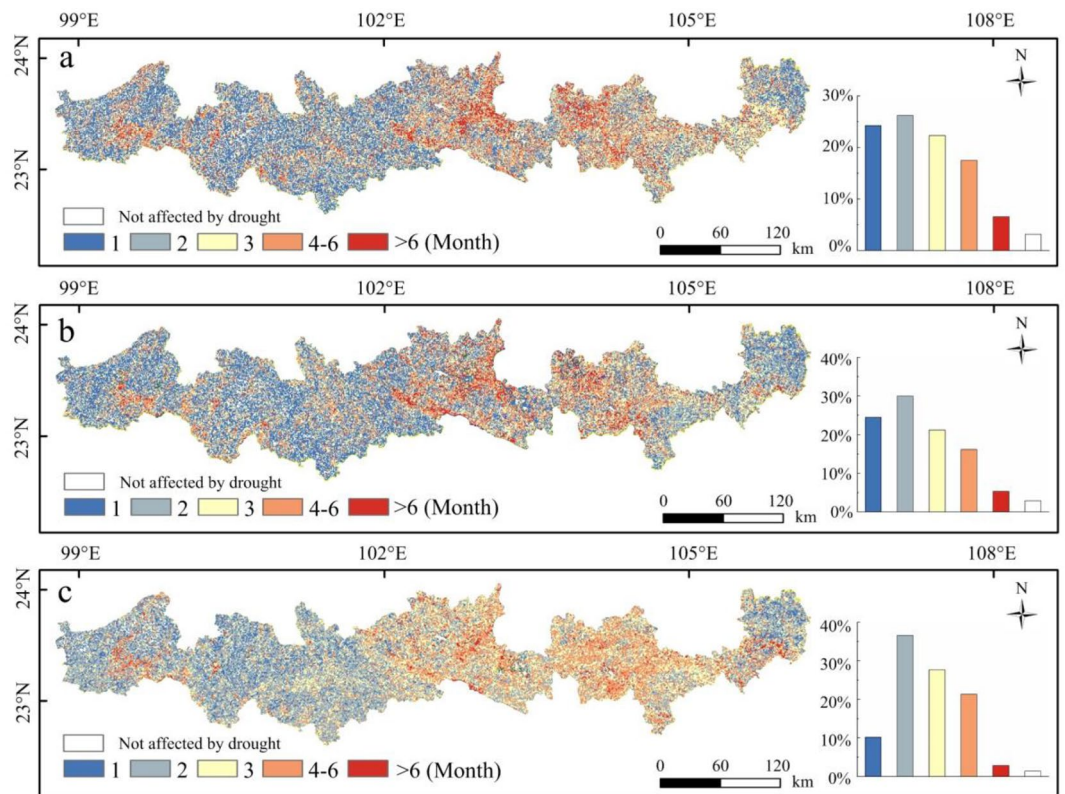 99°E 102°E 105°E 108°E
24°N
a
N
30%
20%
23°N
10%
0%
Not affected by drought
1 2 3 4-6 >6 (Month)
0 60 120
km
99°E 102°E 105°E 108°E
24°N
b
N
40%
30%
23°N
20%
10%
0%
Not affected by drought
1 2 3 4-6 >6 (Month)
0 60 120
km
99°E 102°E 105°E 108°E
24°N
c
N
40%
30%
23°N
20%
10%
0%
Not affected by drought
1 2 3 4-6 >6 (Month)
0 60 120
km